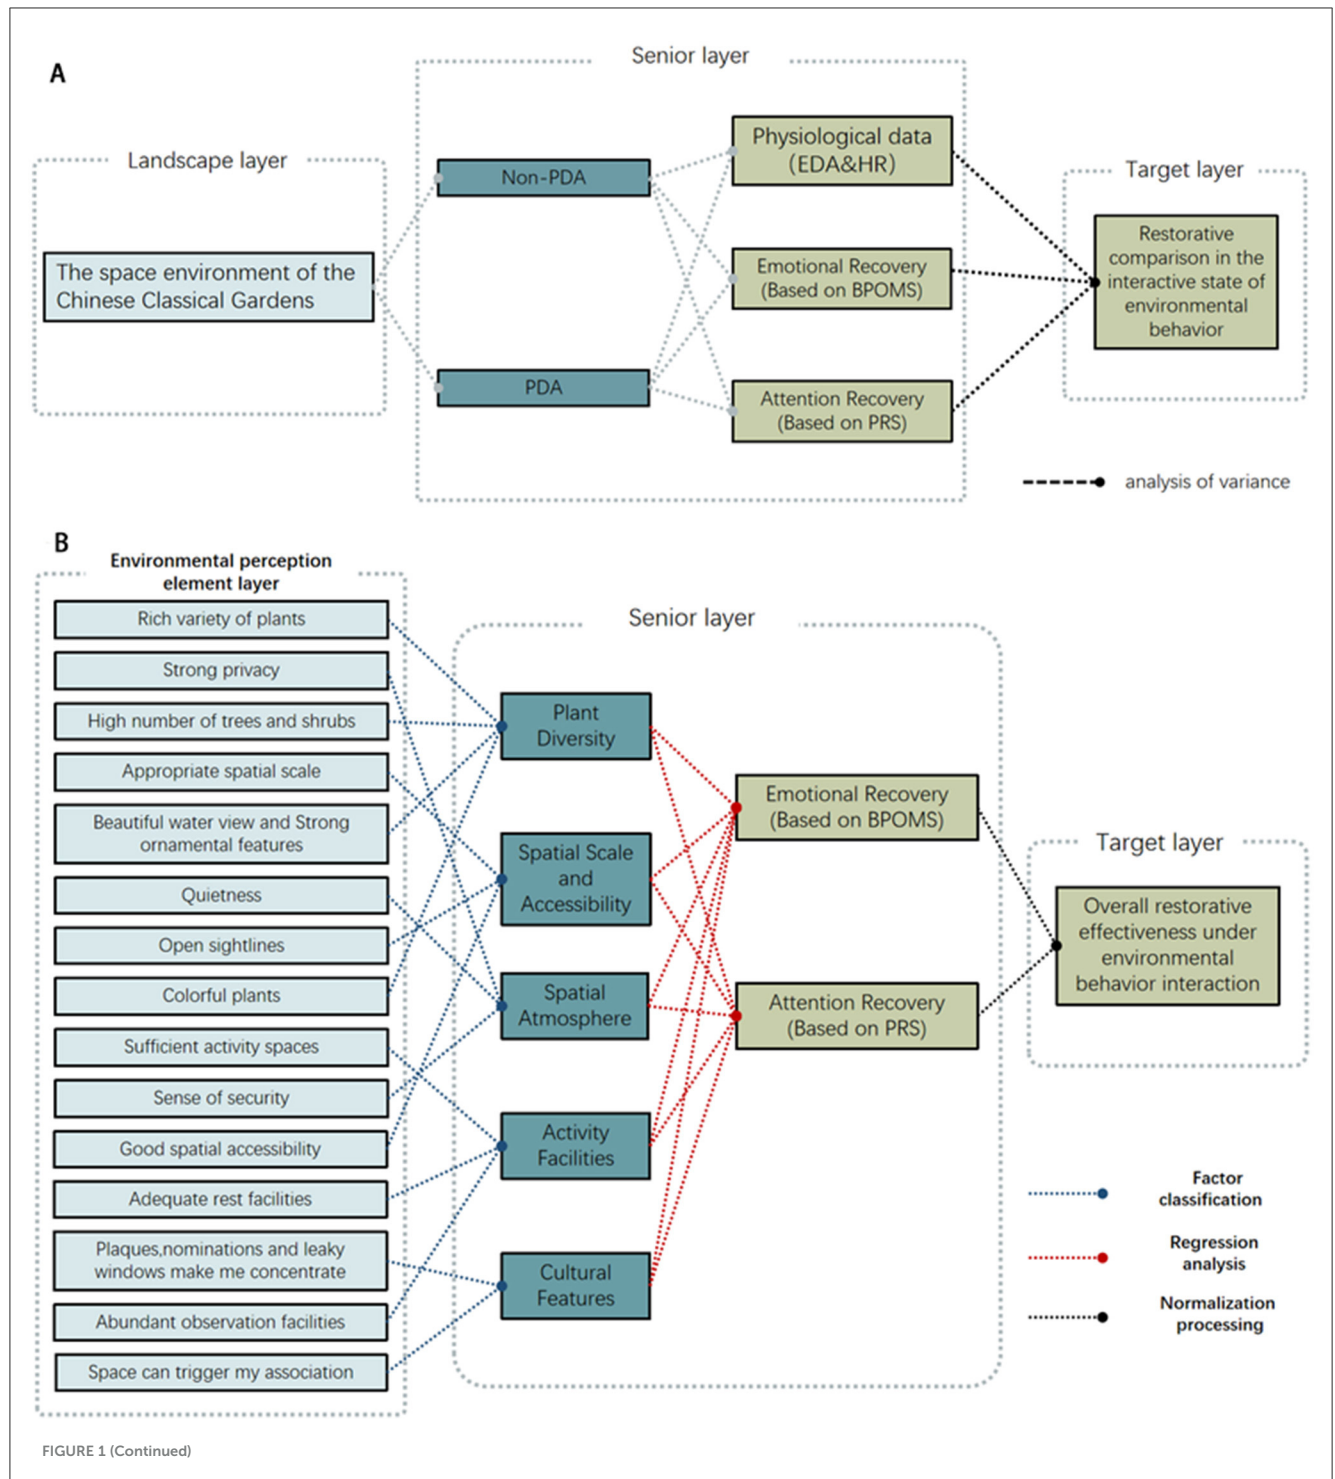 A
Senior layer
Landscape layer
The space environment of the
Chinese Classical Gardens
Non-PDA
PDA
Physiological data
(EDA&HR)
Emotional Recovery
(Based on BPOMS)
Attention Recovery
(Based on PRS)
Target layer
Restorative
comparison in the
interactive state of
environmental
behavior
analysis of variance
B
Environmental perception
element layer
Rich variety of plants
Strong privacy
High number of trees and shrubs
Appropriate spatial scale
Beautiful water view and Strong
ornamental features
Quietness
Open sightlines
Colorful plants
Sufficient activity spaces
Sense of security
Good spatial accessibility
Adequate rest facilities
Plaques,nominations and leaky
windows make me concentrate
Abundant observation facilities
Space can trigger my association
Senior layer
Plant
Diversity
Spatial Scale
and
Accessibility
Spatial
Atmosphere
Activity
Facilities
Cultural
Features
Emotional Recovery
(Based on BPOMS)
Attention Recovery
(Based on PRS)
Target layer
Overall restorative
effectiveness under
environmental
behavior interaction
Factor
classification
Regression
analysis
Normalization
processing
FIGURE 1 (Continued)